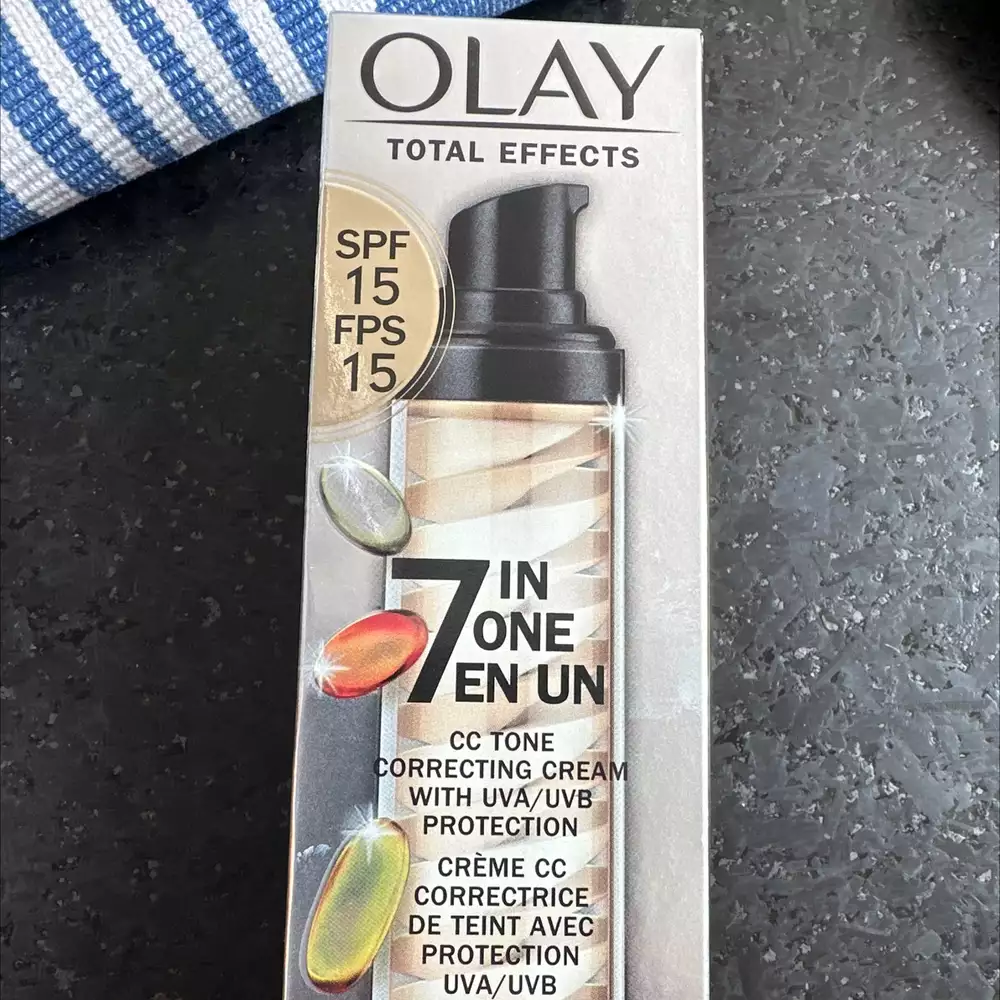 OLAY
TOTAL EFFECTS
SPF
15
FPS
15
7 IN
ONE
EN UN
CC TONE
CORRECTING CREAM
WITH UVA/UVB
PROTECTION
CRÈME CC
CORRECTRICE
DE TEINT AVEC
PROTECTION
UVA/UVB